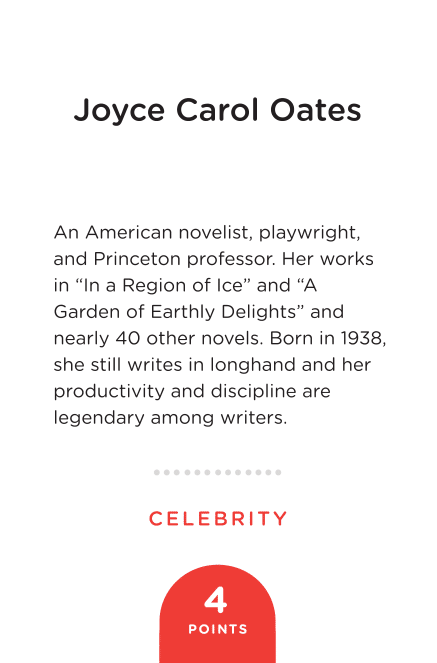 Joyce Carol Oates
An American novelist, playwright,
and Princeton professor. Her works
in “In a Region of Ice” and “A
Garden of Earthly Delights” and
nearly 40 other novels. Born in 1938,
she still writes in longhand and her
productivity and discipline are
legendary among writers.
CELEBRITY
4
POINTS